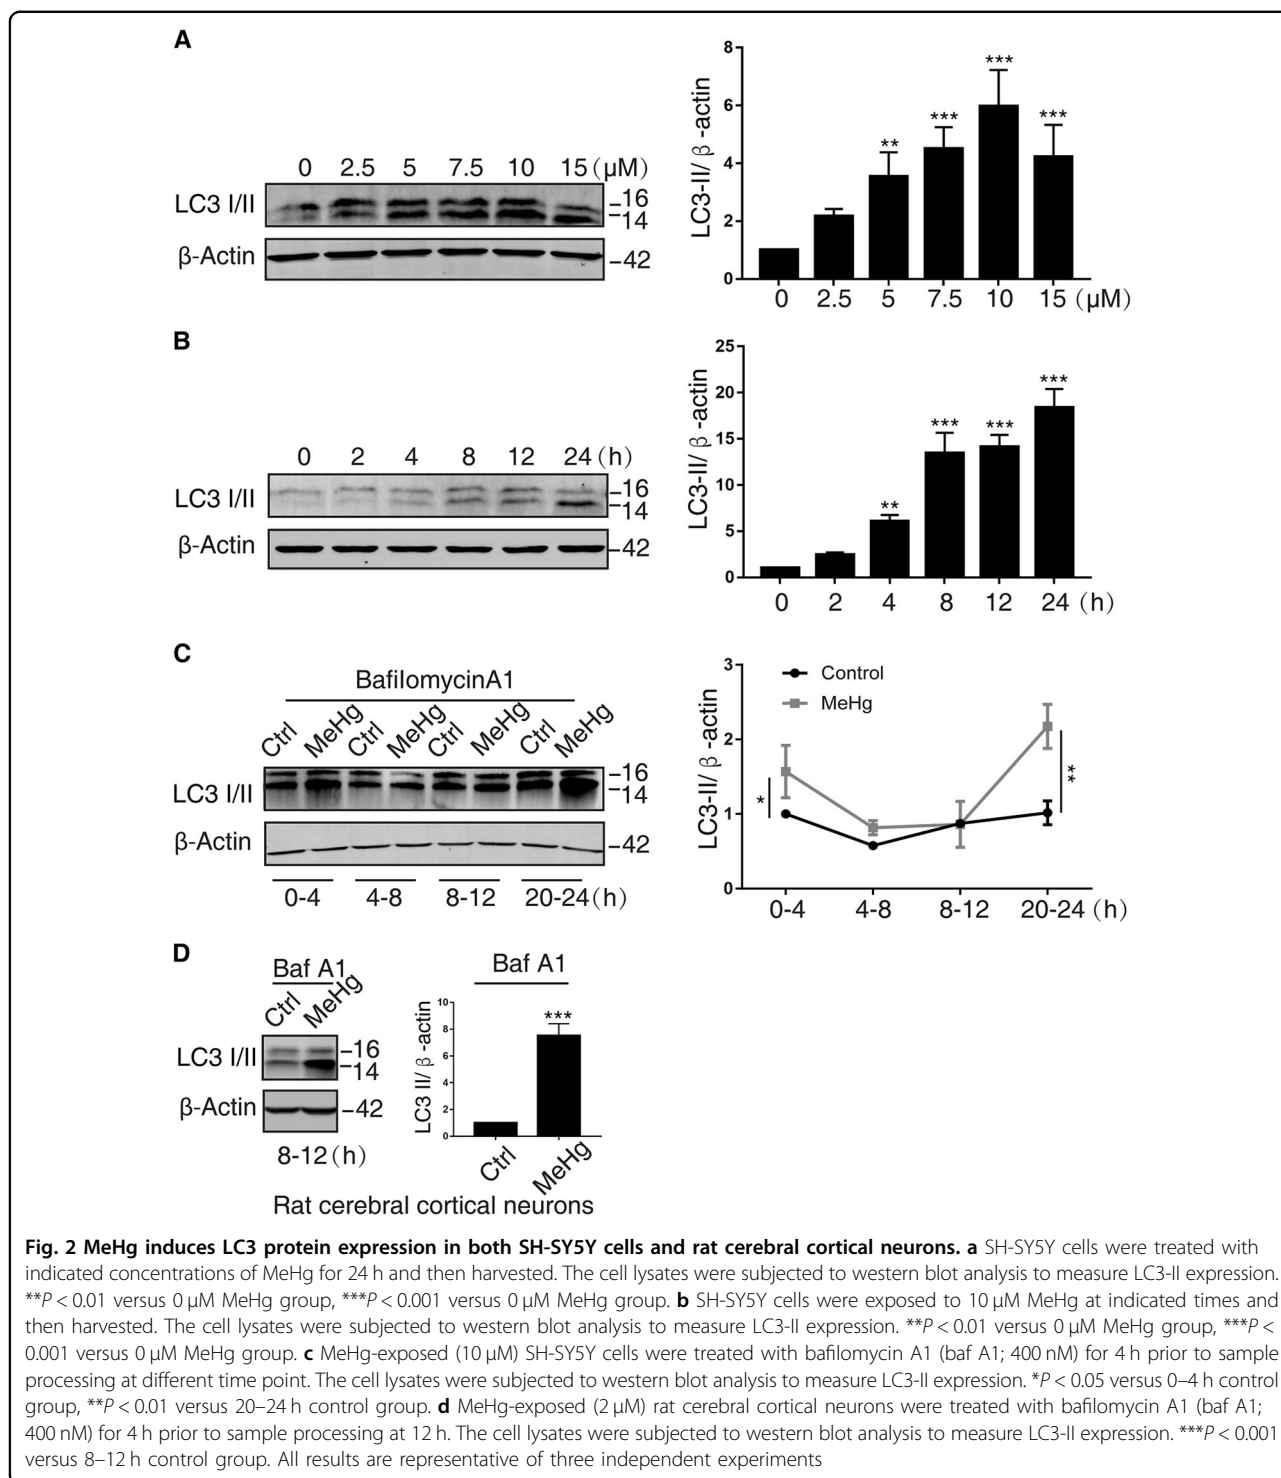 A
0 2.5 5 7.5 10 15 (μM)
LC3 I/II
-16
-14
β-Actin
-42
LC3-II/ β -actin
8
6
4
2
0
** *** *** ***
0 2.5 5 7.5 10 15 (μM)
B
0 2 4 8 12 24 (h)
LC3 I/II
-16
-14
β-Actin
-42
LC3-II/ β -actin
25
20
15
10
5
0
** *** *** ***
0 2 4 8 12 24 (h)
C
BafilomycinA1
Ctrl MeHg Ctrl MeHg Ctrl MeHg Ctrl MeHg
LC3 I/II
-16
-14
β-Actin
-42
0-4 4-8 8-12 20-24 (h)
LC3-II/ β -actin
3
2
1
0
Control
MeHg
*
**
0-4 4-8 8-12 20-24 (h)
D
Baf A1
Ctrl MeHg
LC3 I/II
-16
-14
β-Actin
-42
8-12 (h)
Baf A1
LC3 II/ β -actin
10
8
6
4
2
0
***
Ctrl MeHg
Rat cerebral cortical neurons
Fig. 2 MeHg induces LC3 protein expression in both SH-SY5Y cells and rat cerebral cortical neurons. a SH-SY5Y cells were treated with
indicated concentrations of MeHg for 24 h and then harvested. The cell lysates were subjected to western blot analysis to measure LC3-II expression.
**P < 0.01 versus 0 μM MeHg group, ***P < 0.001 versus 0 μM MeHg group. b SH-SY5Y cells were exposed to 10 μM MeHg at indicated times and
then harvested. The cell lysates were subjected to western blot analysis to measure LC3-II expression. **P < 0.01 versus 0 μM MeHg group, ***P <
0.001 versus 0 μM MeHg group. c MeHg-exposed (10 μM) SH-SY5Y cells were treated with bafilomycin A1 (baf A1; 400 nM) for 4 h prior to sample
processing at different time point. The cell lysates were subjected to western blot analysis to measure LC3-II expression. *P < 0.05 versus 0–4 h control
group, **P < 0.01 versus 20–24 h control group. d MeHg-exposed (2 μM) rat cerebral cortical neurons were treated with bafilomycin A1 (baf A1;
400 nM) for 4 h prior to sample processing at 12 h. The cell lysates were subjected to western blot analysis to measure LC3-II expression. ***P < 0.001
versus 8–12 h control group. All results are representative of three independent experiments